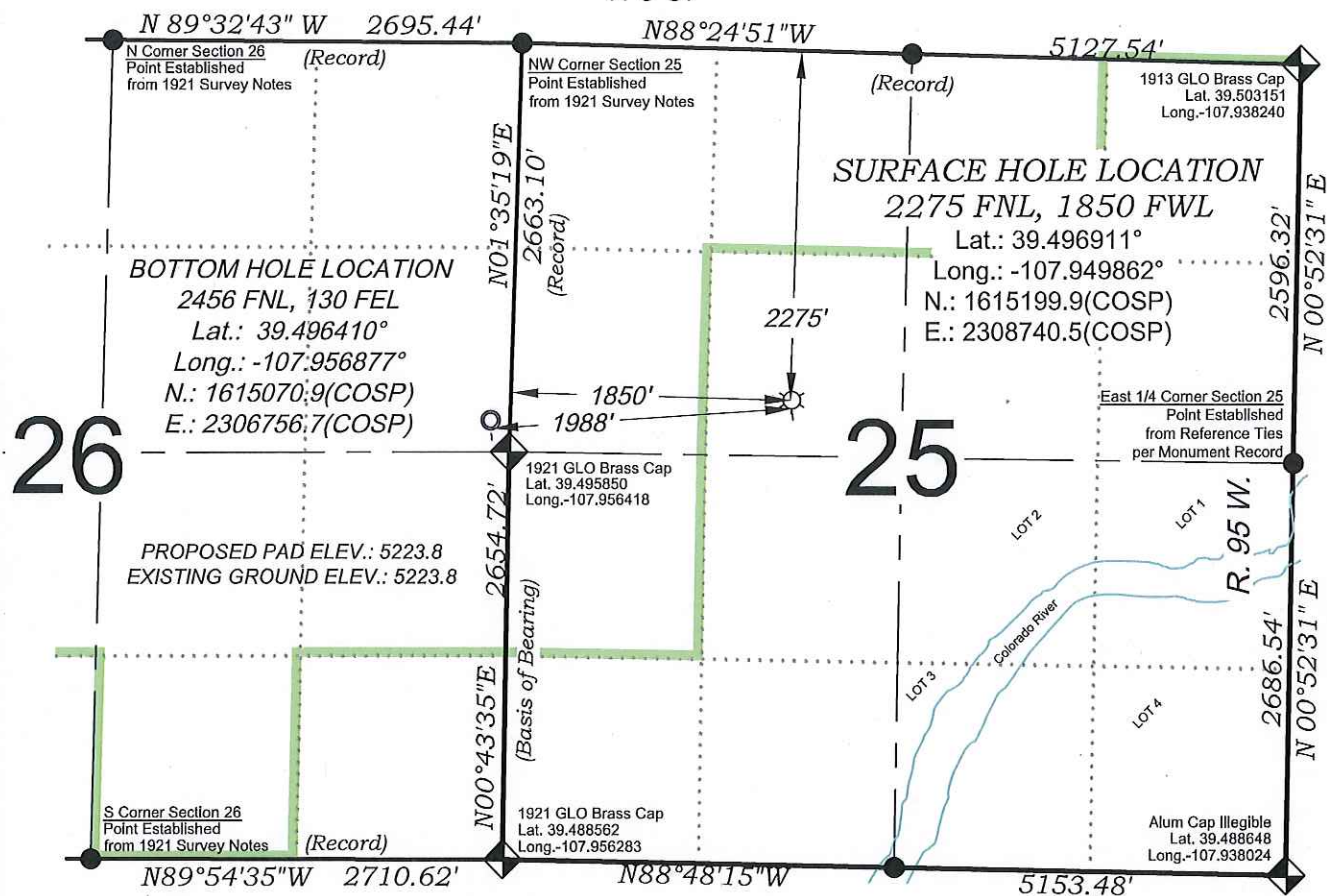 N 89°32'43" W 2695.44'
N88°24'51"W
5127.54'
N Corner Section 26
Point Established
from 1921 Survey Notes
(Record)
NW Corner Section 25
Point Established
from 1921 Survey Notes
(Record)
1913 GLO Brass Cap
Lat. 39.503151
Long.-107.938240
N01°35'19"E
2663.10'
(Record)
SURFACE HOLE LOCATION
2275 FNL, 1850 FWL
Lat.: 39.496911°
Long.: -107.949862°
N.: 1615199.9(COSP)
E.: 2308740.5(COSP)
2596.32'
N 00°52'31" E
BOTTOM HOLE LOCATION
2456 FNL, 130 FEL
Lat.: 39.496410°
Long.: -107.956877°
N.: 1615070.9(COSP)
E.: 2306756.7(COSP)
2275'
1850'
1988'
East 1/4 Corner Section 25
Point Established
from Reference Ties
per Monument Record
26
25
1921 GLO Brass Cap
Lat. 39.495850
Long.-107.956418
R. 95 W.
LOT 1
LOT 2
PROPOSED PAD ELEV.: 5223.8
EXISTING GROUND ELEV.: 5223.8
2654.72'
N00°43'35"E
(Basis of Bearing)
Colorado River
LOT 3
LOT 4
2686.54'
N 00°52'31" E
S Corner Section 26
Point Established
from 1921 Survey Notes
(Record)
1921 GLO Brass Cap
Lat. 39.488562
Long.-107.956283
Alum Cap Illegible
Lat. 39.488648
Long.-107.938024
N89°54'35"W 2710.62'
N88°48'15"W
5153.48'